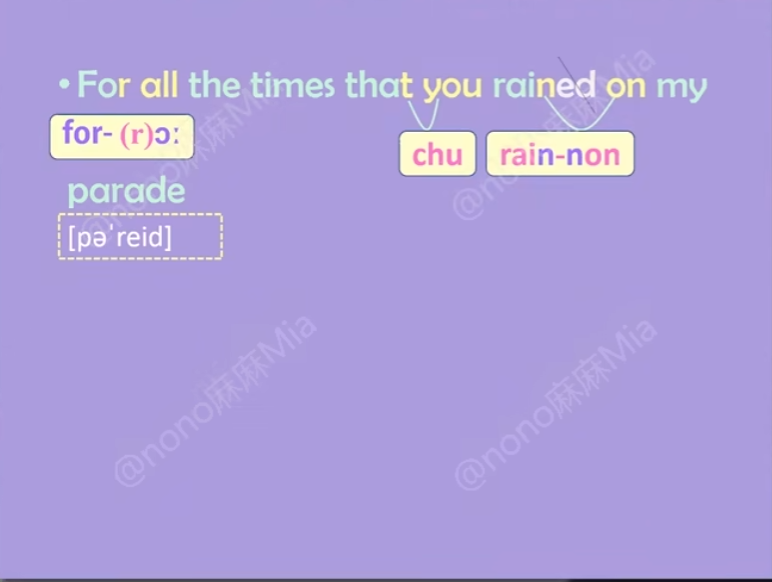 • For all the times that you rained on my
for- (r)ɔː
chu
rain-non
parade
[pəˈreid]
@nono麻麻Mia
@nono麻麻Mia
@nono麻麻Mia
@nono麻麻Mia